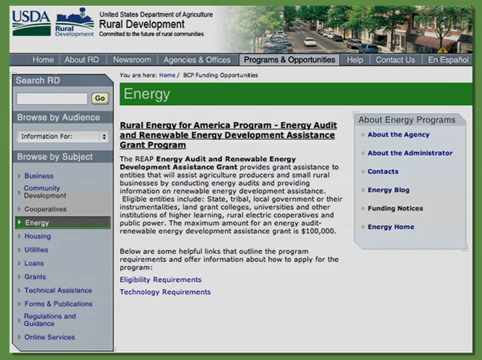 USDA
Rural
Development
United States Department of Agriculture
Rural Development
Committed to the future of rural communities
Home
About RD
Newsroom
Agencies & Offices
Programs & Opportunities
Help
Contact Us
En Español
Search RD
Go
Browse by Audience
Information For:
Browse by Subject
Business
Community
Development
Cooperatives
Energy
Housing
Utilities
Loans
Grants
Technical Assistance
Forms & Publications
Regulations and
Guidance
Online Services
You are here: Home / BCP Funding Opportunities
Energy
Rural Energy for America Program - Energy Audit
and Renewable Energy Development Assistance
Grant Program
The REAP Energy Audit and Renewable Energy
Development Assistance Grant provides grant assistance to
entities that will assist agriculture producers and small rural
businesses by conducting energy audits and providing
information on renewable energy development assistance.
Eligible entities include: State, tribal, local government or their
instrumentalities, land grant colleges, universities and other
institutions of higher learning, rural electric cooperatives and
public power. The maximum amount for an energy audit-
renewable energy development assistance grant is $100,000.
Below are some helpful links that outline the program
requirements and offer information about how to apply for the
program:
Eligibility Requirements
Technology Requirements
About Energy Programs
About the Agency
About the Administrator
Contacts
Energy Blog
Funding Notices
Energy Home